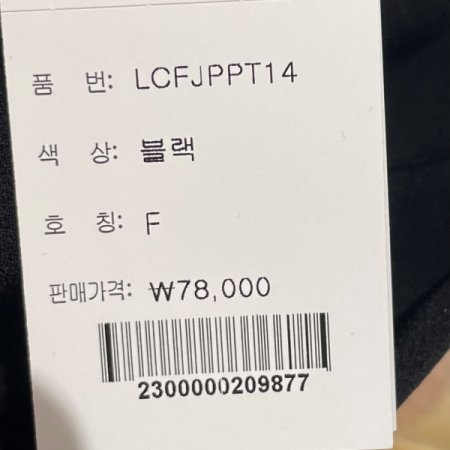 품 번: LCFJPPT14
색 상: 블랙
호 칭: F
판매가격: ₩78,000
2300000209877